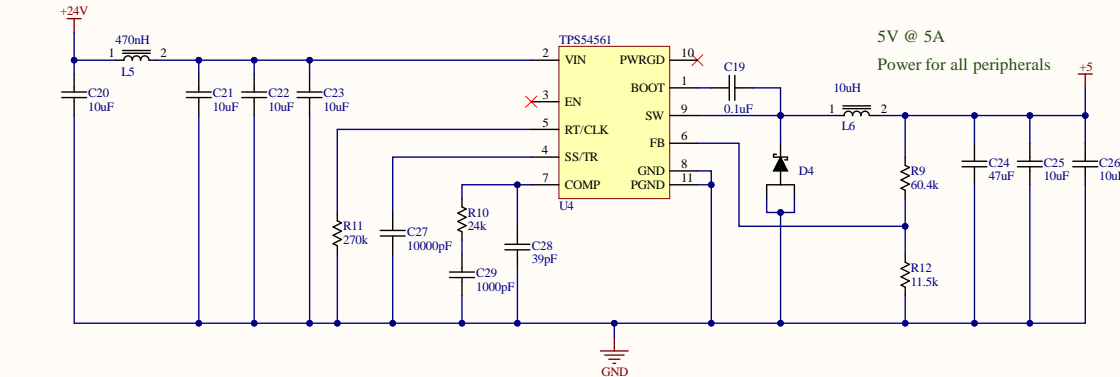 +24V
470nH
1 2
L5
C20
10uF
C21
10uF
C22
10uF
C23
10uF
TPS54561
2 VIN
3 EN
5 RT/CLK
4 SS/TR
7 COMP
PWRGD 10
BOOT 1
SW 9
FB 6
GND 8
PGND 11
U4
R11
270k
C27
10000pF
R10
24k
C29
1000pF
C28
39pF
C19
0.1uF
D4
10uH
1 2
L6
5V @ 5A
Power for all peripherals
+5
R9
60.4k
R12
11.5k
C24
47uF
C25
10uF
C26
10u
GND